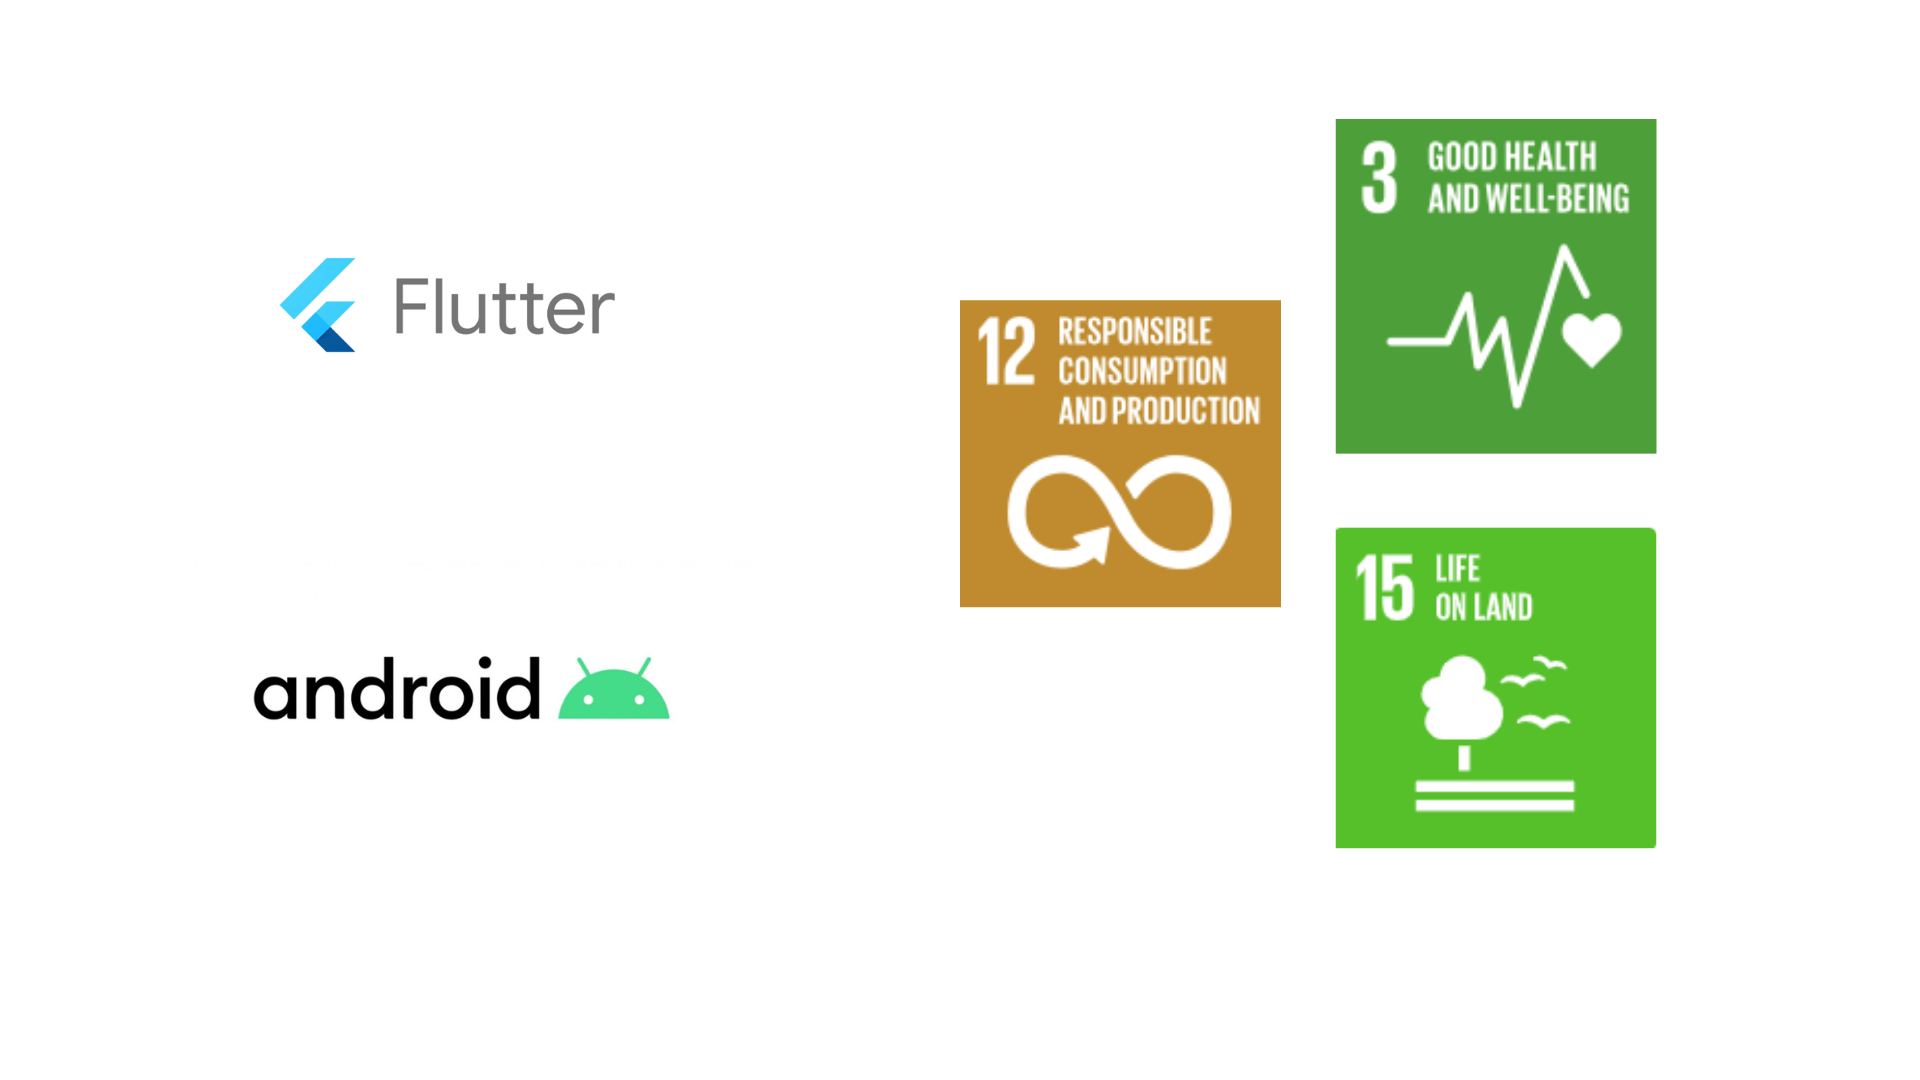 Flutter
android
12 RESPONSIBLE
CONSUMPTION
AND PRODUCTION
3 GOOD HEALTH
AND WELL-BEING
15 LIFE
ON LAND